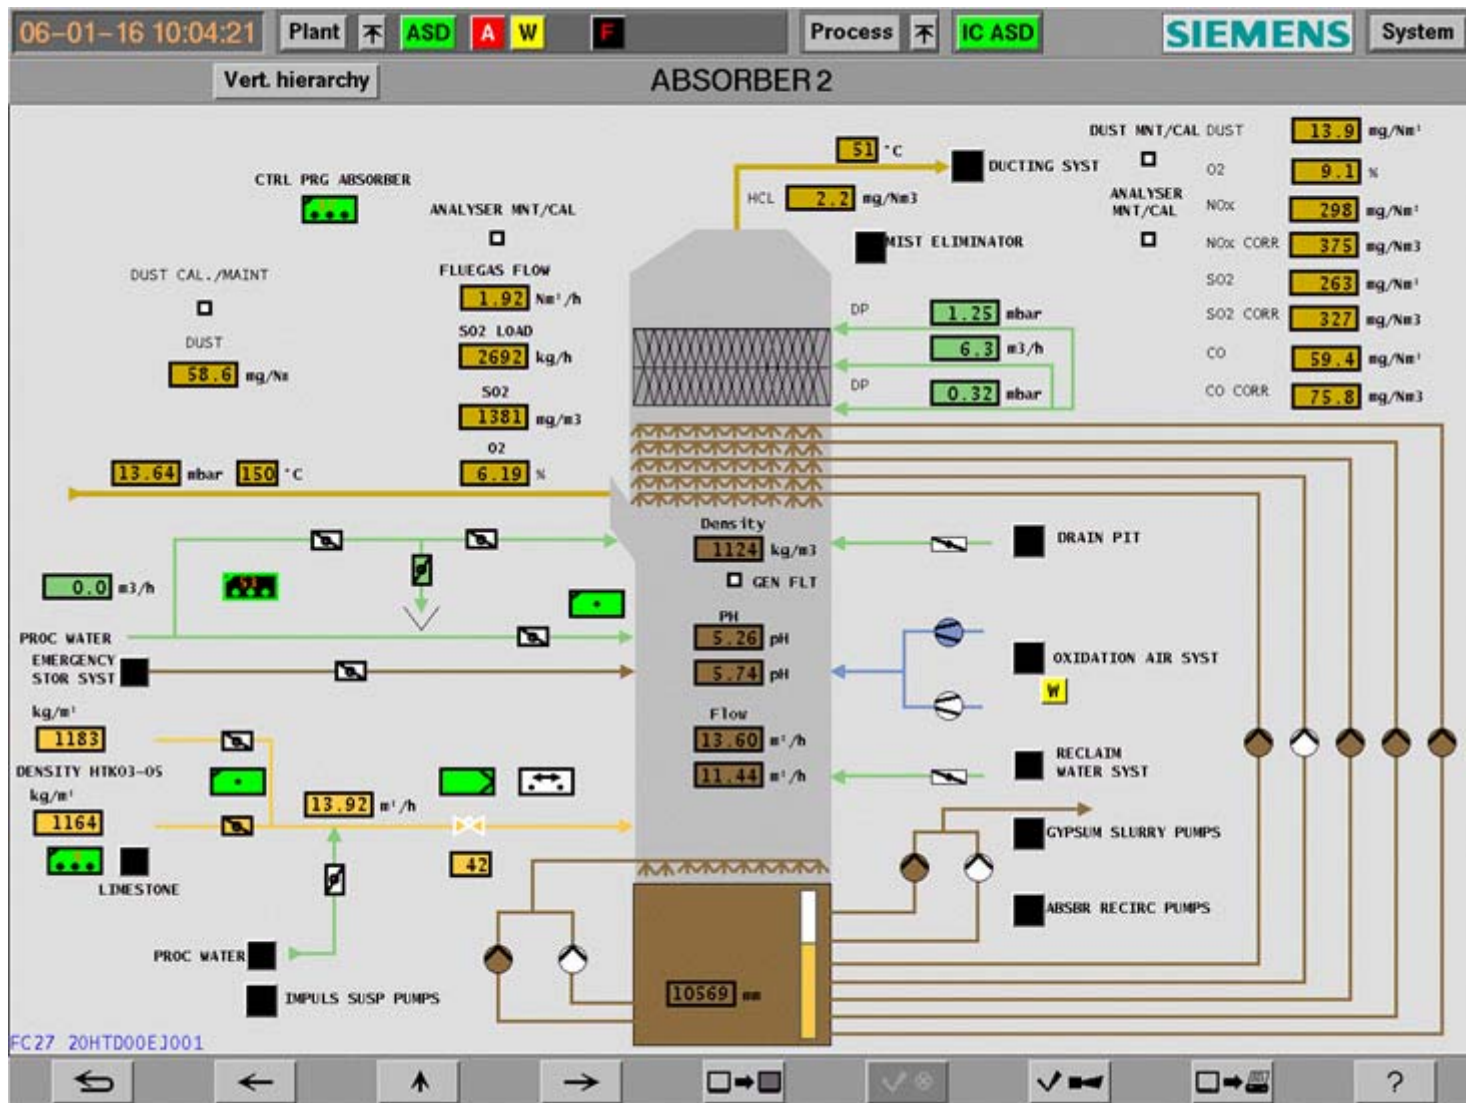 06-01-16 10:04:21 Plant ASD A W F Process IC ASD SIEMENS System
Vert. hierarchy ABSORBER 2
CTRL PRG ABSORBER
ANALYSER MNT/CAL
DUST CAL./MAINT
DUST
58.6 mg/Nm
FLUEGAS FLOW
1.92 Nm³/h
SO2 LOAD
2692 kg/h
SO2
1381 mg/m3
O2
6.19 %
13.64 mbar 150 °C
51 °C
DUCTING SYST
HCL 2.2 mg/Nm3
MIST ELIMINATOR
DP 1.25 mbar
6.3 m3/h
DP 0.32 mbar
DUST MNT/CAL
ANALYSER
MNT/CAL
DUST 13.9 mg/Nm³
O2 9.1 %
NOx 298 mg/Nm³
NOx CORR 375 mg/Nm3
SO2 263 mg/Nm³
SO2 CORR 327 mg/Nm3
CO 59.4 mg/Nm³
CO CORR 75.8 mg/Nm3
0.0 m3/h
53
PROC WATER
EMERGENCY
STOR SYST
kg/m³
1183
DENSITY HTK03-05
kg/m³
1164
LIMESTONE
13.92 m³/h
42
PROC WATER
IMPULS SUSP PUMPS
Density
1124 kg/m3
GEN FLT
PH
5.26 pH
5.74 pH
Flow
13.60 m³/h
11.44 m³/h
10569 mm
DRAIN PIT
OXIDATION AIR SYST
W
RECLAIM
WATER SYST
GYPSUM SLURRY PUMPS
ABSBR RECIRC PUMPS
FC27 20HTD00EJ001
?